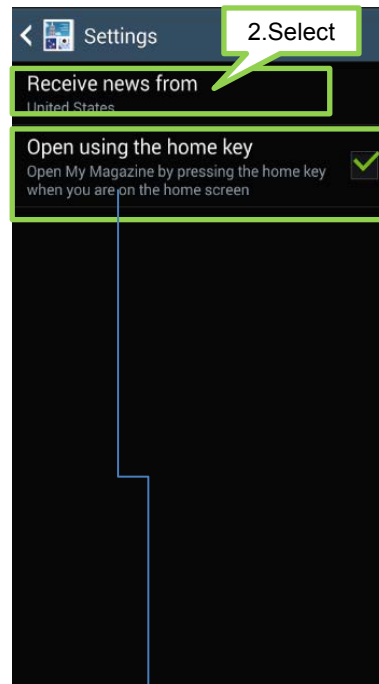 Settings
2.Select
Receive news from
United States
Open using the home key
Open My Magazine by pressing the home key
when you are on the home screen